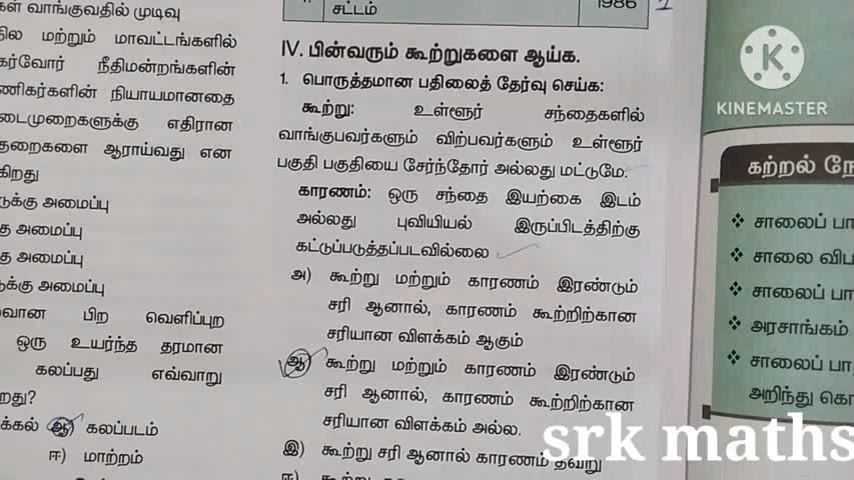 கள் வாங்குவதில் முடிவு
மற்றும் மாவட்டங்களில்
நீதிமன்றங்களின்
நியாயமானதை
எதிரான
ஆராய்வது என
கிறது
அமைப்பு
அமைப்பு
அமைப்பு
அமைப்பு
பிற வெளிப்புற
ஒரு உயர்ந்த தரமான
கலப்பது எவ்வாறு
றது?
க்கல் ஆ) கலப்படம்
ஈ) மாற்றம்
சட்டம்
1986
IV. பின்வரும் கூற்றுகளை ஆய்க.
1. பொருத்தமான பதிலைத் தேர்வு செய்க:
கூற்று: உள்ளூர் சந்தைகளில்
வாங்குபவர்களும் விற்பவர்களும் உள்ளூர்
பகுதி பகுதியை சேர்ந்தோர் அல்லது மட்டுமே.
காரணம்: ஒரு சந்தை இயற்கை இடம்
அல்லது புவியியல் இருப்பிடத்திற்கு
கட்டுப்படுத்தப்படவில்லை
அ) கூற்று மற்றும் காரணம் இரண்டும்
சரி ஆனால், காரணம் கூற்றிற்கான
சரியான விளக்கம் ஆகும்
ஆ) கூற்று மற்றும் காரணம் இரண்டும்
சரி ஆனால், காரணம் கூற்றிற்கான
சரியான விளக்கம் அல்ல.
இ) கூற்று சரி ஆனால் காரணம் தவறு
KINEMASTER
கற்றல்
❖ சாலைப்
❖ சாலை
❖ சாலைப்
❖ அரசாங்கம்
❖ சாலைப்
அறிந்து
srk maths